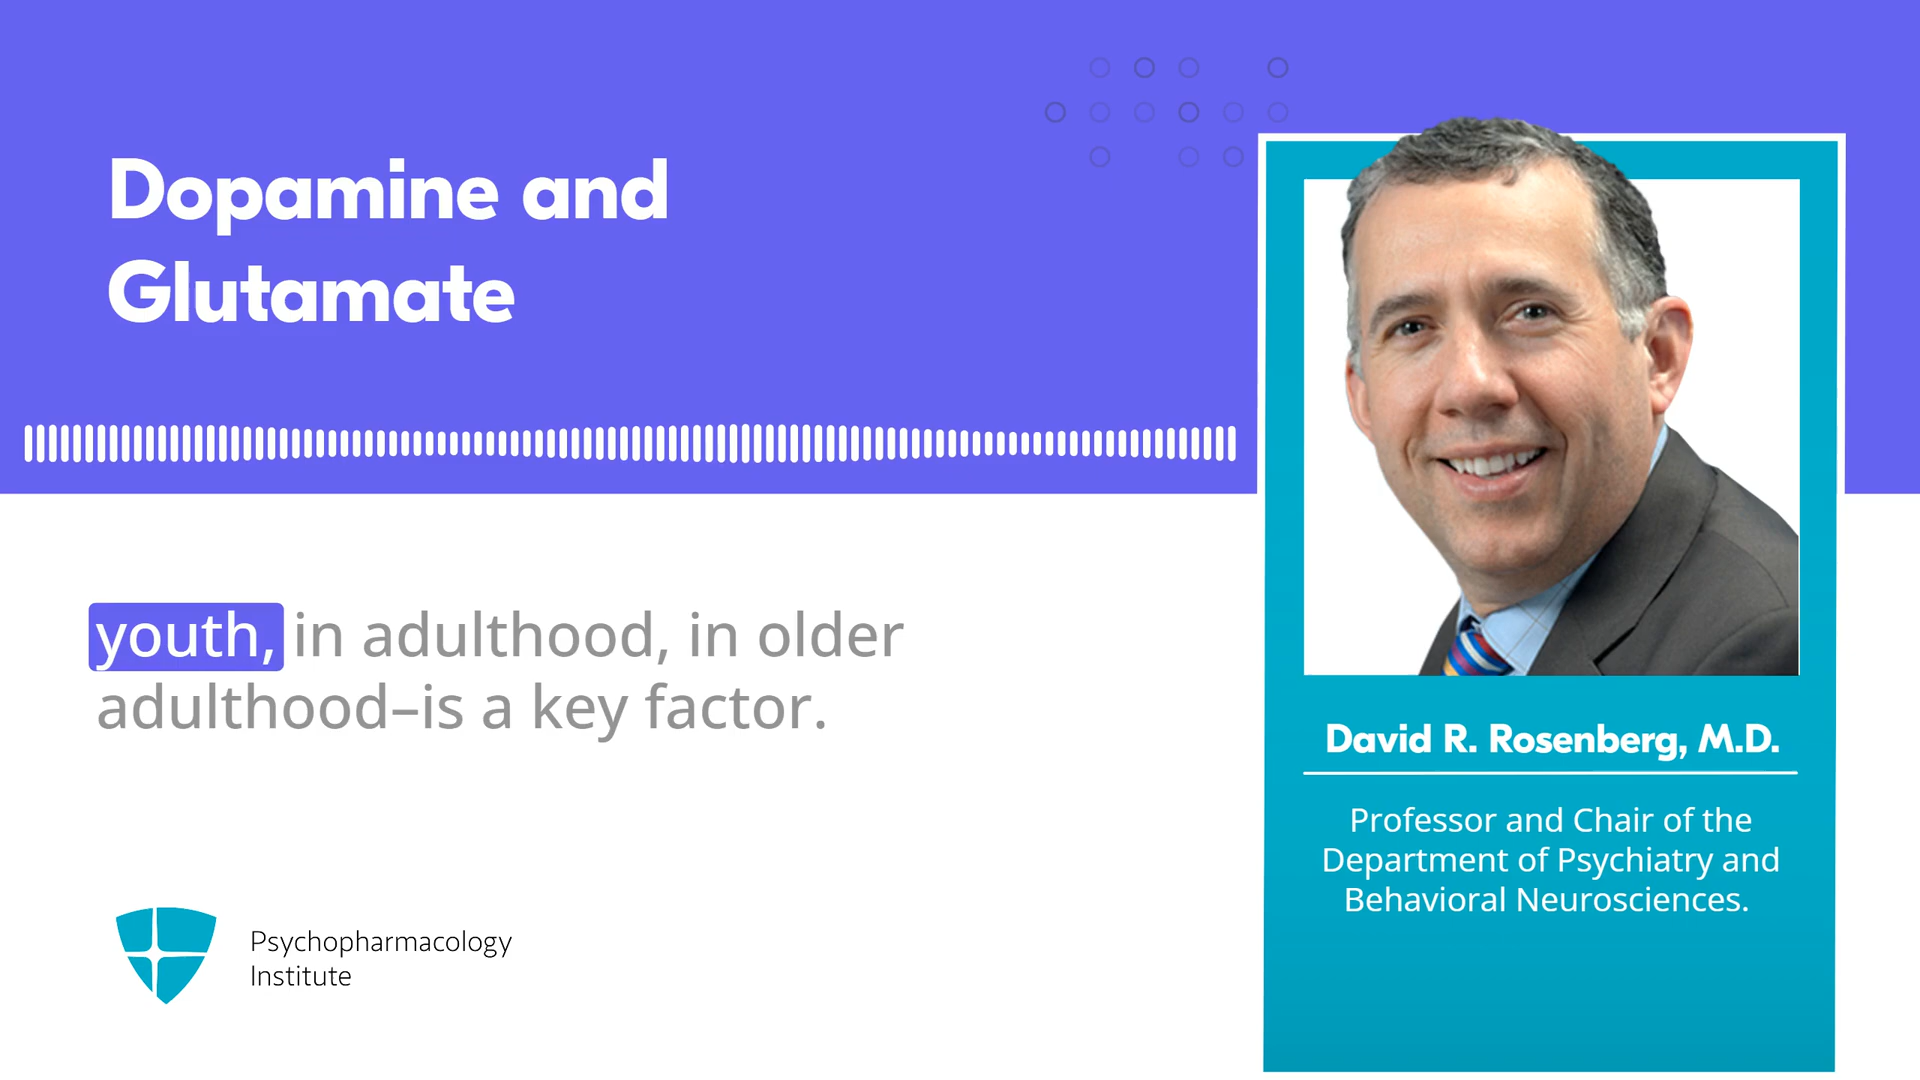 Dopamine and
Glutamate
youth, in adulthood, in older
adulthood–is a key factor.
Psychopharmacology
Institute
David R. Rosenberg, M.D.
Professor and Chair of the
Department of Psychiatry and
Behavioral Neurosciences.